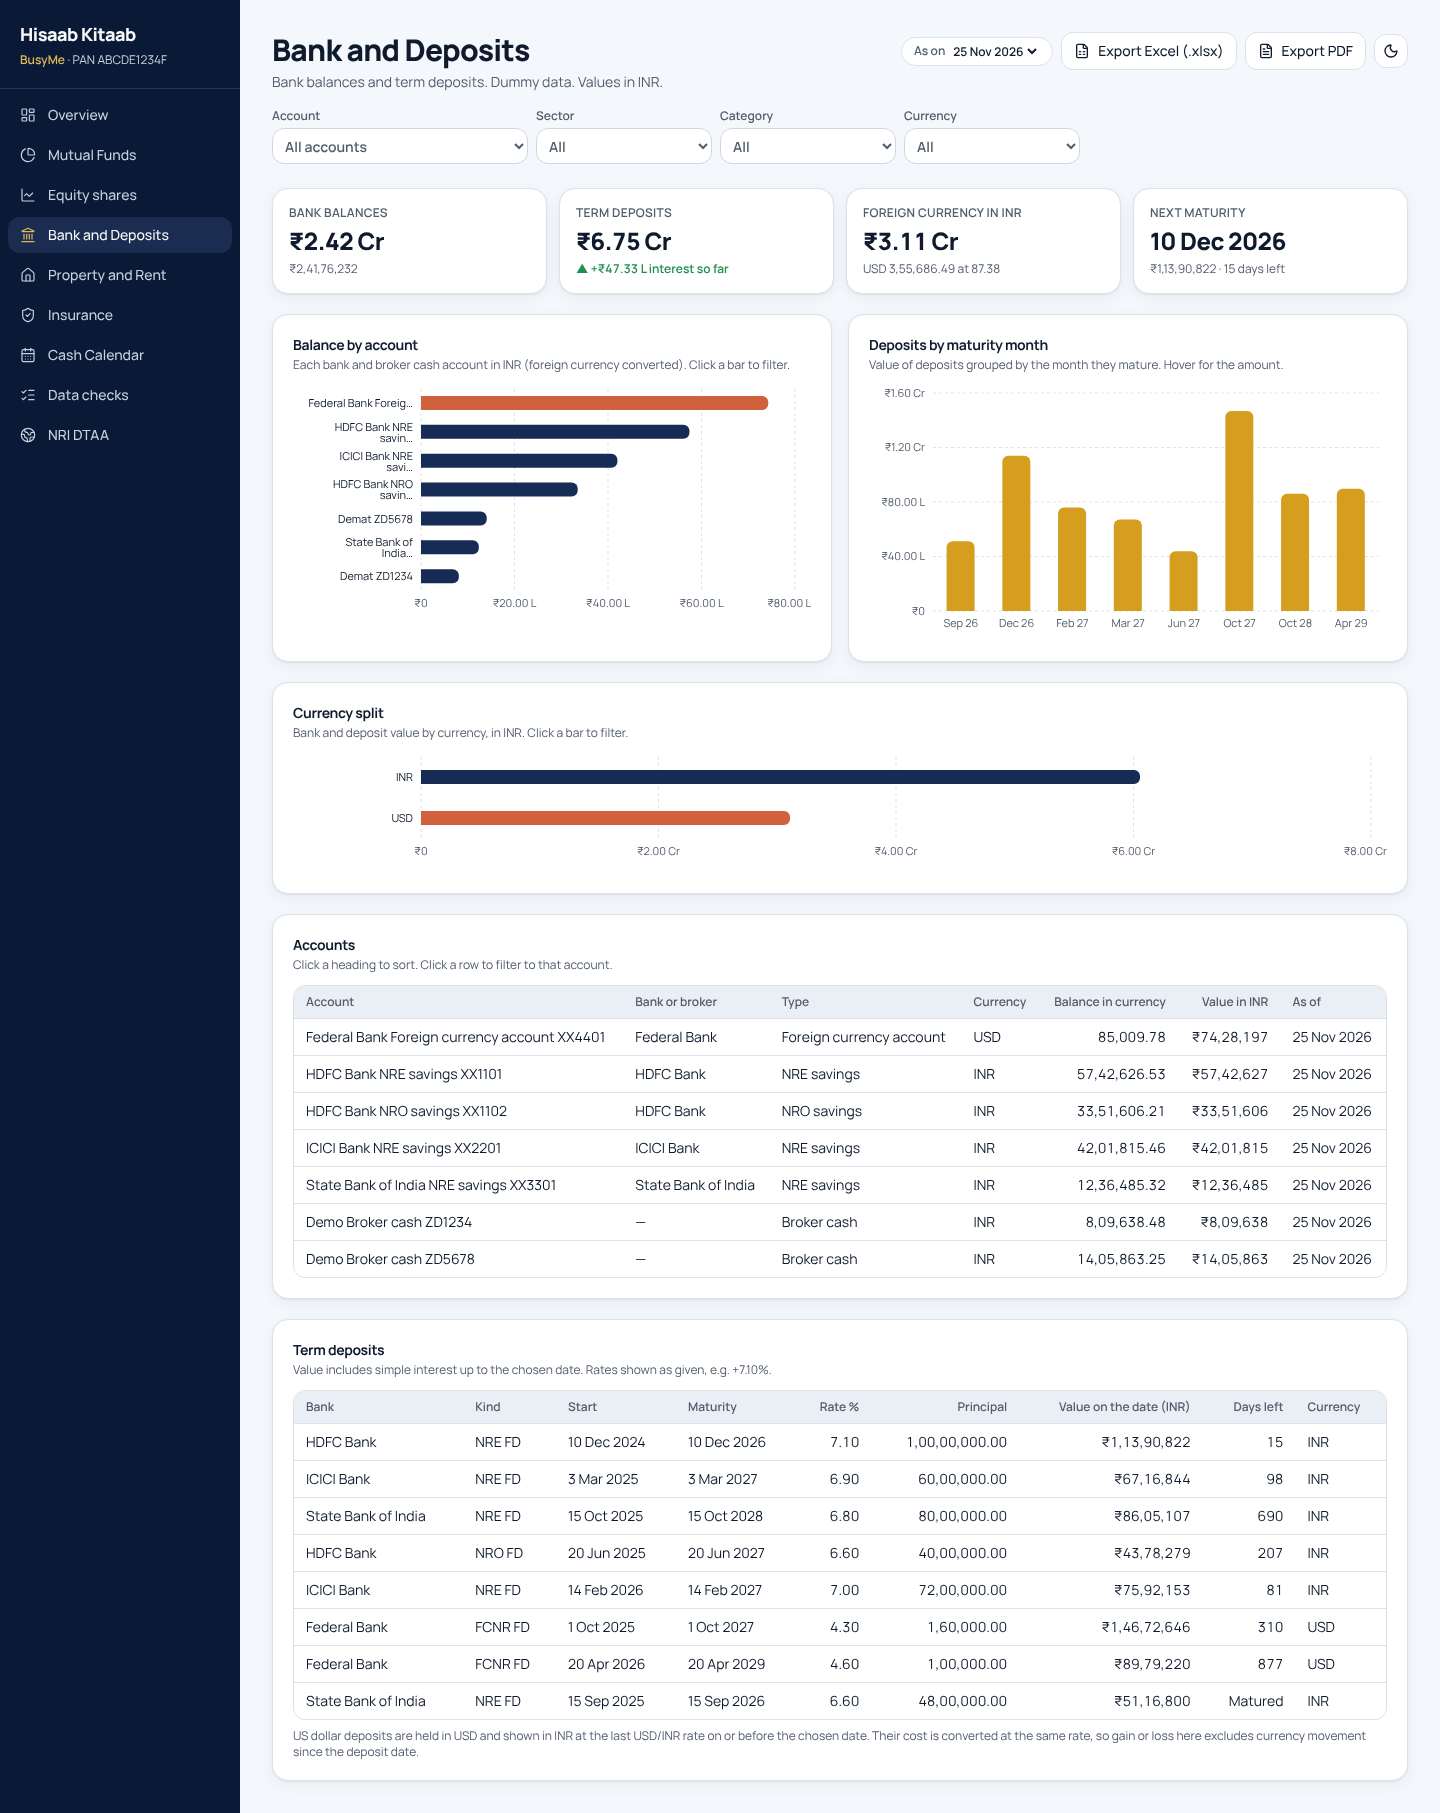 Hisaab Kitaab
BusyMe · PAN ABCDE1234F
Overview
Mutual Funds
Equity shares
Bank and Deposits
Property and Rent
Insurance
Cash Calendar
Data checks
NRI DTAA
Bank and Deposits
Bank balances and term deposits. Dummy data. Values in INR.
As on 25 Nov 2026
Export Excel (.xlsx)
Export PDF
Account Sector Category Currency
All accounts All All All
BANK BALANCES
₹2.42 Cr
₹2,41,76,232
TERM DEPOSITS
₹6.75 Cr
▲ +₹47.33 L interest so far
FOREIGN CURRENCY IN INR
₹3.11 Cr
USD 3,55,686.49 at 87.38
NEXT MATURITY
10 Dec 2026
₹1,13,90,822 · 15 days left
Balance by account
Each bank and broker cash account in INR (foreign currency converted). Click a bar to filter.
Federal Bank Foreig…
HDFC Bank NRE
savin…
ICICI Bank NRE
savi…
HDFC Bank NRO
savin…
Demat ZD5678
State Bank of
India…
Demat ZD1234
₹0 ₹20.00 L ₹40.00 L ₹60.00 L ₹80.00 L
Deposits by maturity month
Value of deposits grouped by the month they mature. Hover for the amount.
₹1.60 Cr
₹1.20 Cr
₹80.00 L
₹40.00 L
₹0
Sep 26 Dec 26 Feb 27 Mar 27 Jun 27 Oct 27 Oct 28 Apr 29
Currency split
Bank and deposit value by currency, in INR. Click a bar to filter.
INR
USD
₹0 ₹2.00 Cr ₹4.00 Cr ₹6.00 Cr ₹8.00 Cr
Accounts
Click a heading to sort. Click a row to filter to that account.
Account Bank or broker Type Currency Balance in currency Value in INR As of
Federal Bank Foreign currency account XX4401 Federal Bank Foreign currency account USD 85,009.78 ₹74,28,197 25 Nov 2026
HDFC Bank NRE savings XX1101 HDFC Bank NRE savings INR 57,42,626.53 ₹57,42,627 25 Nov 2026
HDFC Bank NRO savings XX1102 HDFC Bank NRO savings INR 33,51,606.21 ₹33,51,606 25 Nov 2026
ICICI Bank NRE savings XX2201 ICICI Bank NRE savings INR 42,01,815.46 ₹42,01,815 25 Nov 2026
State Bank of India NRE savings XX3301 State Bank of India NRE savings INR 12,36,485.32 ₹12,36,485 25 Nov 2026
Demo Broker cash ZD1234 — Broker cash INR 8,09,638.48 ₹8,09,638 25 Nov 2026
Demo Broker cash ZD5678 — Broker cash INR 14,05,863.25 ₹14,05,863 25 Nov 2026
Term deposits
Value includes simple interest up to the chosen date. Rates shown as given, e.g. +7.10%.
Bank Kind Start Maturity Rate % Principal Value on the date (INR) Days left Currency
HDFC Bank NRE FD 10 Dec 2024 10 Dec 2026 7.10 1,00,00,000.00 ₹1,13,90,822 15 INR
ICICI Bank NRE FD 3 Mar 2025 3 Mar 2027 6.90 60,00,000.00 ₹67,16,844 98 INR
State Bank of India NRE FD 15 Oct 2025 15 Oct 2028 6.80 80,00,000.00 ₹86,05,107 690 INR
HDFC Bank NRO FD 20 Jun 2025 20 Jun 2027 6.60 40,00,000.00 ₹43,78,279 207 INR
ICICI Bank NRE FD 14 Feb 2026 14 Feb 2027 7.00 72,00,000.00 ₹75,92,153 81 INR
Federal Bank FCNR FD 1 Oct 2025 1 Oct 2027 4.30 1,60,000.00 ₹1,46,72,646 310 USD
Federal Bank FCNR FD 20 Apr 2026 20 Apr 2029 4.60 1,00,000.00 ₹89,79,220 877 USD
State Bank of India NRE FD 15 Sep 2025 15 Sep 2026 6.60 48,00,000.00 ₹51,16,800 Matured INR
US dollar deposits are held in USD and shown in INR at the last USD/INR rate on or before the chosen date. Their cost is converted at the same rate, so gain or loss here excludes currency movement
since the deposit date.